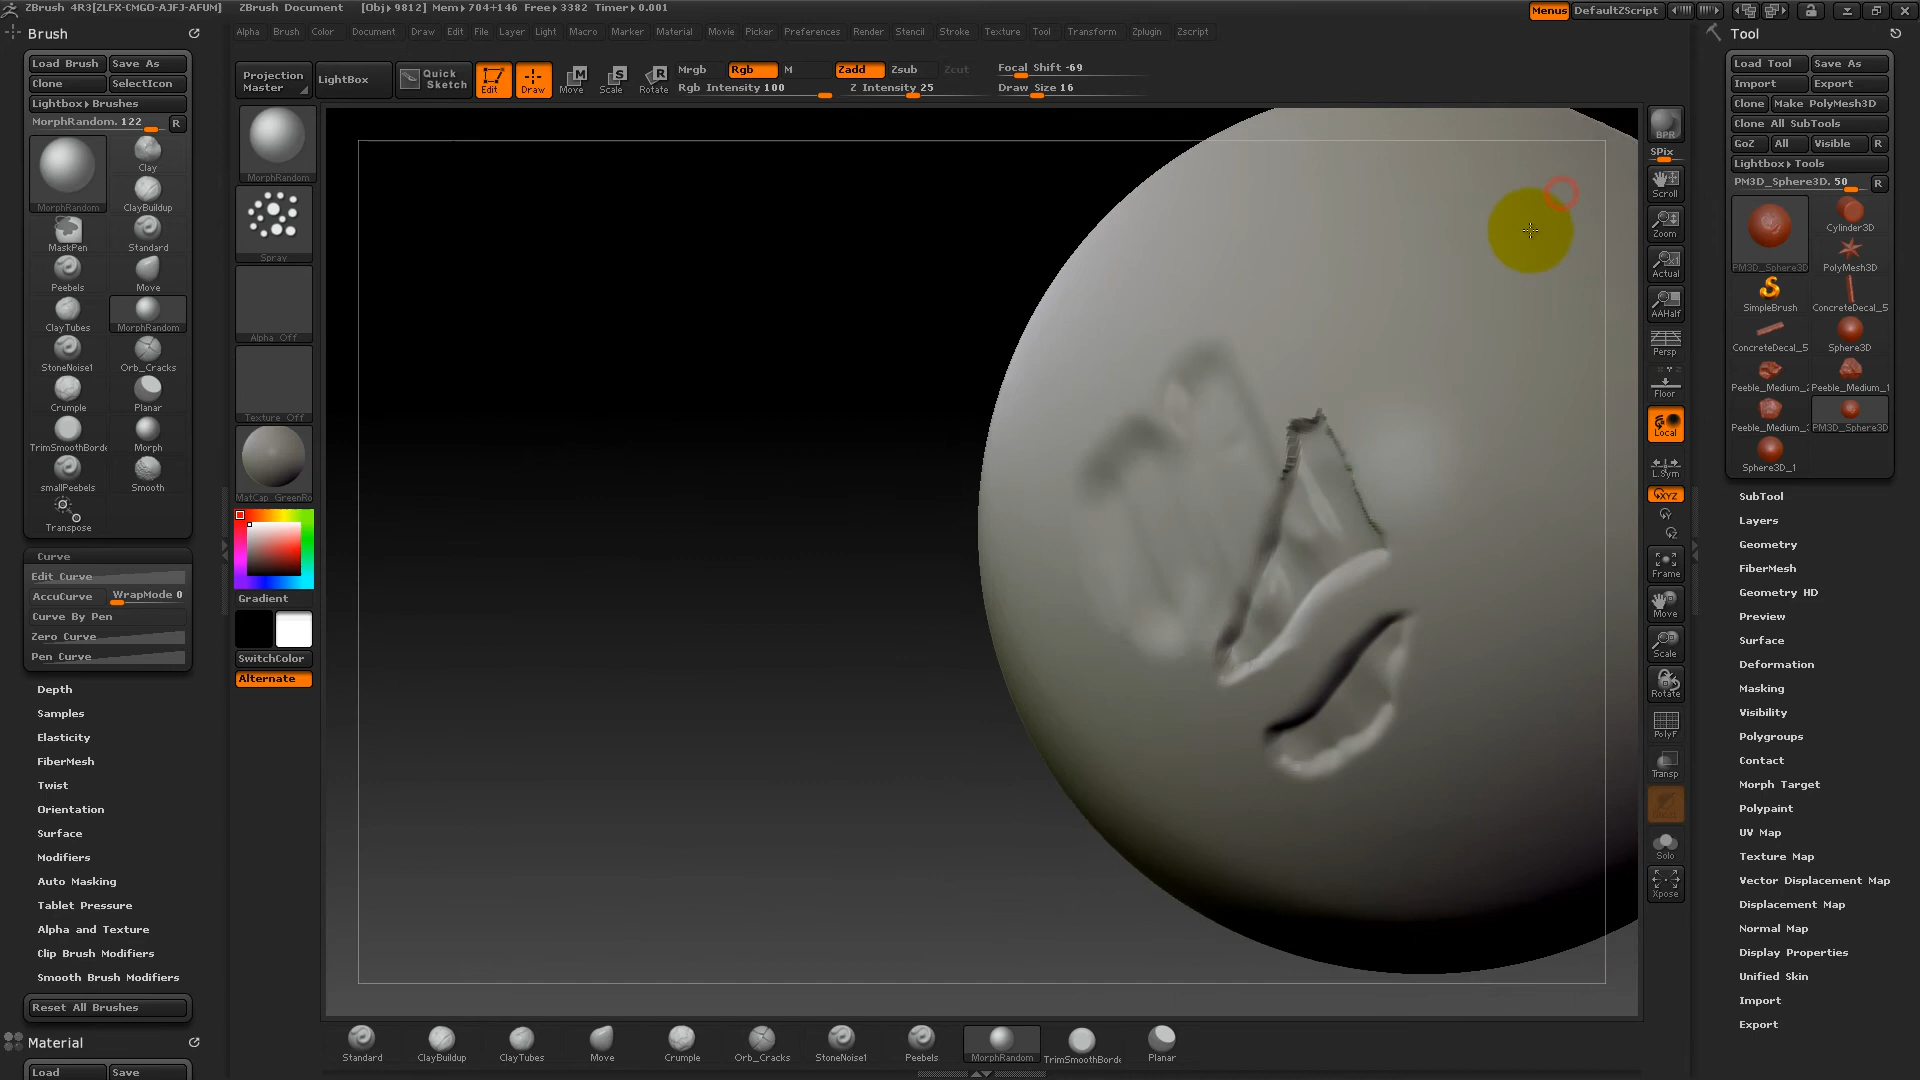 ZBrush 4R3[ZLFX-CMGO-AJFJ-AFUM] ZBrush Document [Obj▸9812] Mem▸704+146 Free▸3382 Timer▸0.001 Menus DefaultZScript
Brush
Tool
Alpha Brush Color Document Draw Edit File Layer Light Macro Marker Material Movie Picker Preferences Render Stencil Stroke Texture Tool Transform Zplugin Zscript
Load Brush Save As
Clone SelectIcon
Lightbox▸Brushes
MorphRandom. 122 R
MorphRandom
Clay
ClayBuildup
MaskPen Standard
Peebels Move
ClayTubes MorphRandom
StoneNoise1 Orb_Cracks
Crumple Planar
TrimSmoothBorde Morph
smallPeebels Smooth
Transpose
Curve
Edit Curve
AccuCurve WrapMode 0
Curve By Pen
Zero Curve
Pen Curve
Depth
Samples
Elasticity
FiberMesh
Twist
Orientation
Surface
Modifiers
Auto Masking
Tablet Pressure
Alpha and Texture
Clip Brush Modifiers
Smooth Brush Modifiers
Reset All Brushes
Material
Load Save
Projection
Master
LightBox
Quick
Sketch
Edit Draw Move Scale Rotate
Mrgb Rgb M
Rgb Intensity 100
Zadd Zsub Zcut
Z Intensity 25
Focal Shift -69
Draw Size 16
MorphRandom
Spray
Alpha Off
Texture Off
MatCap GreenRo
Gradient
SwitchColor
Alternate
BPR
SPix
Scroll
Zoom
Actual
AAHalf
Persp
Floor
Local
L.Sym
XYZ
Frame
Move
Scale
Rotate
PolyF
Transp
Solo
Xpose
Standard ClayBuildup ClayTubes Move Crumple Orb_Cracks StoneNoise1 Peebels MorphRandom TrimSmoothBorde Planar
Load Tool Save As
Import Export
Clone Make PolyMesh3D
Clone All SubTools
GoZ All Visible R
Lightbox▸Tools
PM3D_Sphere3D. 50 R
PM3D_Sphere3D
Cylinder3D
PolyMesh3D
SimpleBrush ConcreteDecal_5
ConcreteDecal_5 Sphere3D
Peeble_Medium_2 Peeble_Medium_1
Peeble_Medium_3 PM3D_Sphere3D
Sphere3D_1
SubTool
Layers
Geometry
FiberMesh
Geometry HD
Preview
Surface
Deformation
Masking
Visibility
Polygroups
Contact
Morph Target
Polypaint
UV Map
Texture Map
Vector Displacement Map
Displacement Map
Normal Map
Display Properties
Unified Skin
Import
Export